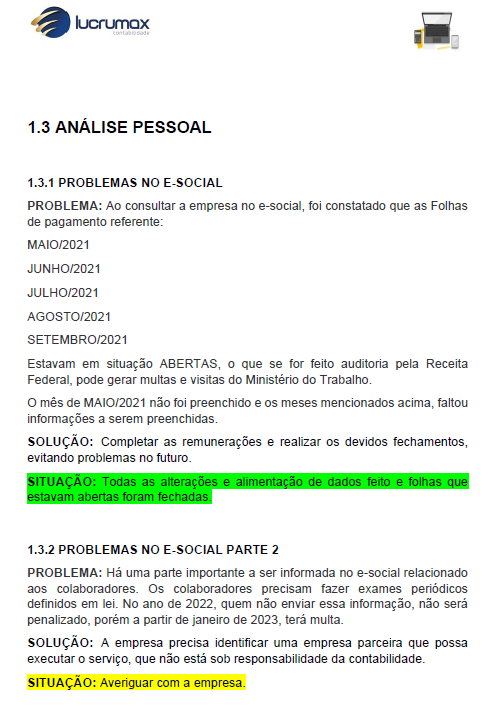 lucrumax
contabilidade
1.3 ANÁLISE PESSOAL
1.3.1 PROBLEMAS NO E-SOCIAL
PROBLEMA: Ao consultar a empresa no e-social, foi constatado que as Folhas
de pagamento referente:
MAIO/2021
JUNHO/2021
JULHO/2021
AGOSTO/2021
SETEMBRO/2021
Estavam em situação ABERTAS, o que se for feito auditoria pela Receita
Federal, pode gerar multas e visitas do Ministério do Trabalho.
O mês de MAIO/2021 não foi preenchido e os meses mencionados acima, faltou
informações a serem preenchidas.
SOLUÇÃO: Completar as remunerações e realizar os devidos fechamentos,
evitando problemas no futuro.
SITUAÇÃO: Todas as alterações e alimentação de dados feito e folhas que
estavam abertas foram fechadas.
1.3.2 PROBLEMAS NO E-SOCIAL PARTE 2
PROBLEMA: Há uma parte importante a ser informada no e-social relacionado
aos colaboradores. Os colaboradores precisam fazer exames periódicos
definidos em lei. No ano de 2022, quem não enviar essa informação, não será
penalizado, porém a partir de janeiro de 2023, terá multa.
SOLUÇÃO: A empresa precisa identificar uma empresa parceira que possa
executar o serviço, que não está sob responsabilidade da contabilidade.
SITUAÇÃO: Averiguar com a empresa.